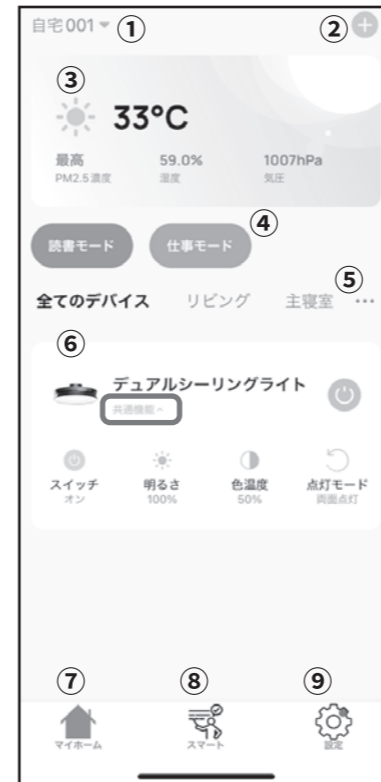 自宅001 ① ②
③
33°C
最高 59.0% 1007hPa
PM2.5濃度 湿度 気圧
④
読書モード 仕事モード
⑤
全てのデバイス リビング 主寝室 …
⑥
デュアルシーリングライト
共通機能
スイッチ 明るさ 色温度 点灯モード
オン 100% 50% 両面点灯
⑦ ⑧ ⑨
マイホーム スマート 設定